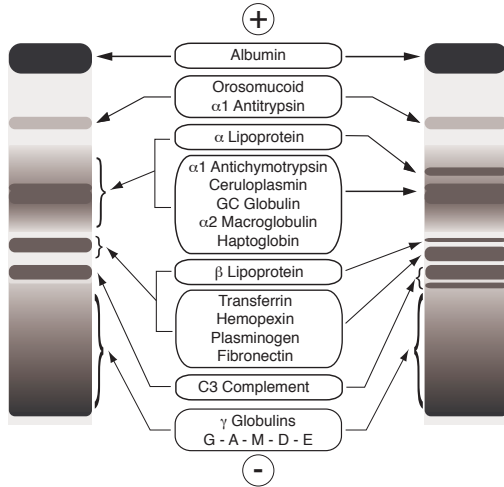 +
Albumin
Orosomucoid
α1 Antitrypsin
α Lipoprotein
α1 Antichymotrypsin
Ceruloplasmin
GC Globulin
α2 Macroglobulin
Haptoglobin
β Lipoprotein
Transferrin
Hemopexin
Plasminogen
Fibronectin
C3 Complement
γ Globulins
G - A - M - D - E
-